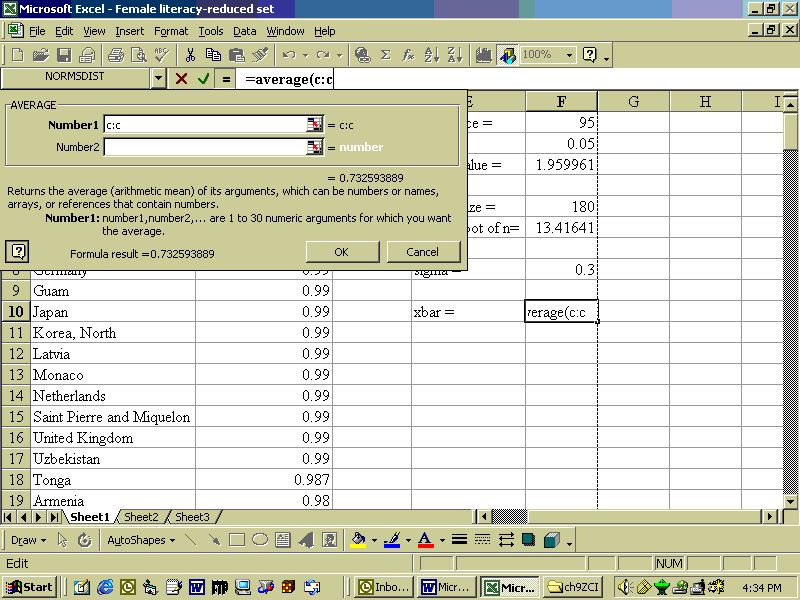 Microsoft Excel - Female literacy-reduced set
File Edit View Insert Format Tools Data Window Help
100%
NORMSDIST = =average(c:c
AVERAGE
Number1 c:c = c:c
Number2 = number
= 0.732593889
Returns the average (arithmetic mean) of its arguments, which can be numbers or names,
arrays, or references that contain numbers.
Number1: number1,number2,... are 1 to 30 numeric arguments for which you want
the average.
Formula result =0.732593889
OK Cancel
E F G H I
ce = 95
0.05
alue = 1.959961
ze = 180
oot of n= 13.41641
8 Germany 0.99 sigma = 0.3
9 Guam 0.99
10 Japan 0.99 xbar = verage(c:c
11 Korea, North 0.99
12 Latvia 0.99
13 Monaco 0.99
14 Netherlands 0.99
15 Saint Pierre and Miquelon 0.99
16 United Kingdom 0.99
17 Uzbekistan 0.99
18 Tonga 0.987
19 Armenia 0.98
Sheet1 Sheet2 Sheet3
Draw AutoShapes
Edit NUM
Start Inbo... Micr... Micr... ch9ZCI 4:34 PM